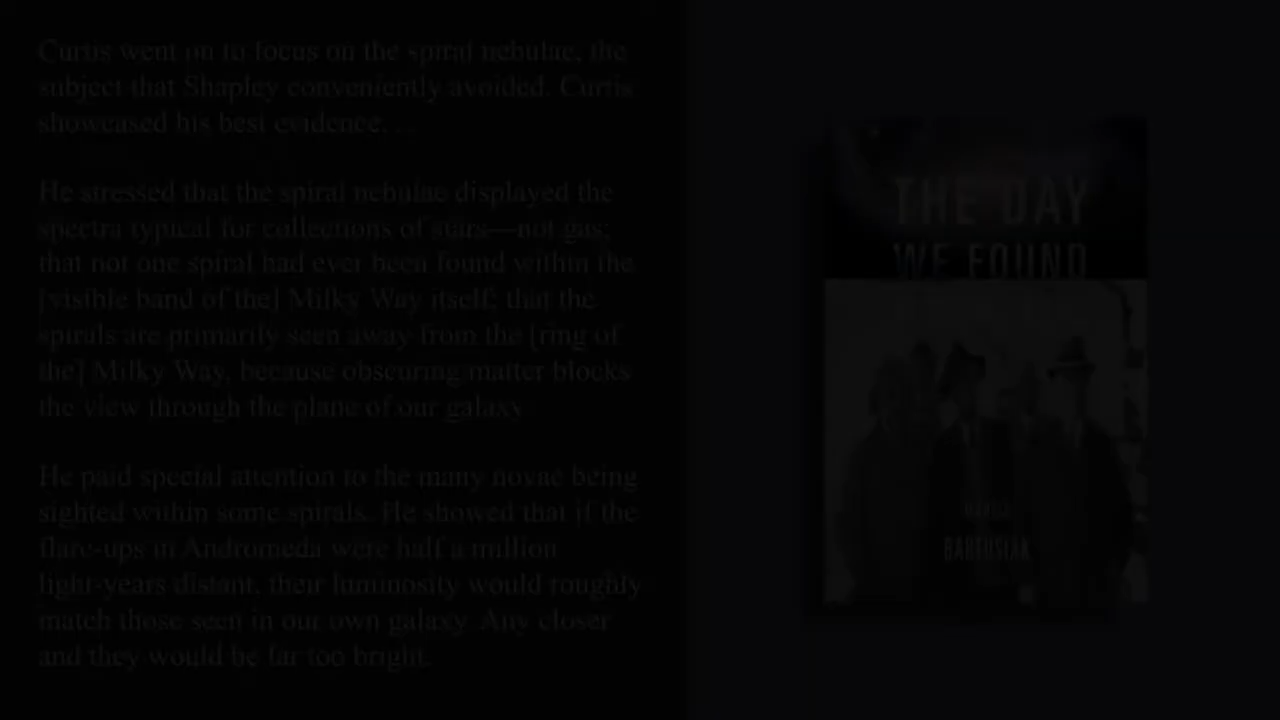 Curtis went on to focus on the spiral nebulae, the
subject that Shapley conveniently avoided. Curtis
showcased his best evidence. ...
He stressed that the spiral nebulae displayed the
spectra typical for collections of stars—not gas;
that not one spiral had ever been found within the
[visible band of the] Milky Way itself; that the
spirals are primarily seen away from the [ring of
the] Milky Way, because obscuring matter blocks
the view through the plane of our galaxy.
He paid special attention to the many novae being
sighted within some spirals. He showed that if the
flare-ups in Andromeda were half a million
light-years distant, their luminosity would roughly
match those seen in our own galaxy. Any closer
and they would be far too bright.
THE DAY
WE FOUND
BARTUSIAK